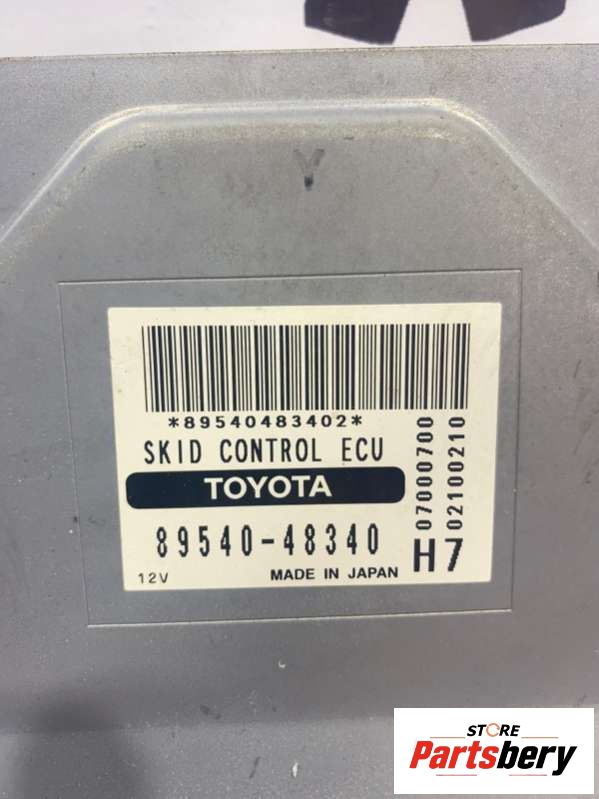 *89540483402*
SKID CONTROL ECU
TOYOTA
89540-48340
12V
MADE IN JAPAN
H7
07000700
02100210
STORE
Partsbery